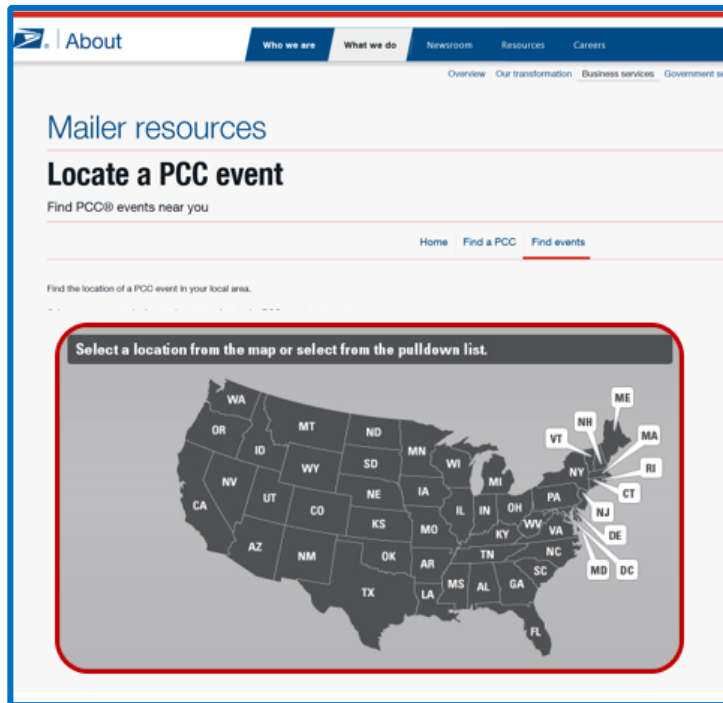 About
Who we are What we do Newsroom Resources Careers
Overview Our transformation Business services Government
Mailer resources
Locate a PCC event
Find PCC® events near you
Home Find a PCC Find events
Find the location of a PCC event in your local area.
Select a location from the map or select from the pulldown list.
WA
ME
OR
MT
ND
MN
NH
MA
ID
VT
WY
SD
WI
MI
NY
RI
NV
NE
IA
CT
CA
UT
CO
IL
IN
OH
PA
NJ
KS
MO
WV
VA
DE
KY
AZ
NM
OK
AR
TN
NC
MD
DC
SC
TX
LA
MS
AL
GA
FL